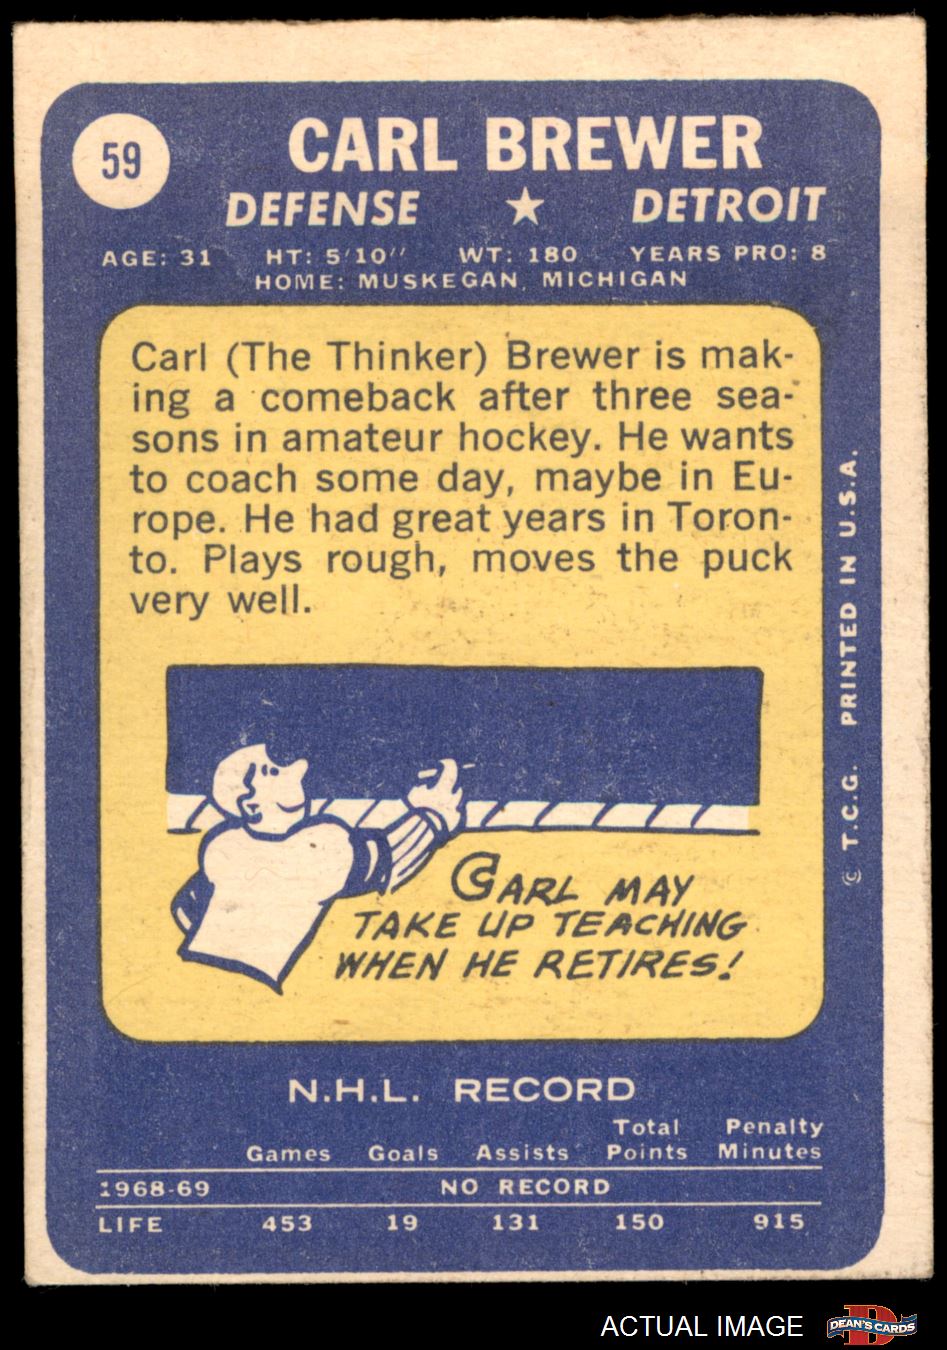 59
CARL BREWER
DEFENSE ★ DETROIT
AGE: 31 HT: 5'10'' WT: 180 YEARS PRO: 8
HOME: MUSKEGAN, MICHIGAN
Carl (The Thinker) Brewer is mak-
ing a comeback after three sea-
sons in amateur hockey. He wants
to coach some day, maybe in Eu-
rope. He had great years in Toron-
to. Plays rough, moves the puck
very well.
CARL MAY
TAKE UP TEACHING
WHEN HE RETIRES!
© T.C.G. PRINTED IN U.S.A.
N.H.L. RECORD
Games Goals Assists Total Points Penalty Minutes
1968-69 NO RECORD
LIFE 453 19 131 150 915
ACTUAL IMAGE
D
DEAN'S CARDS